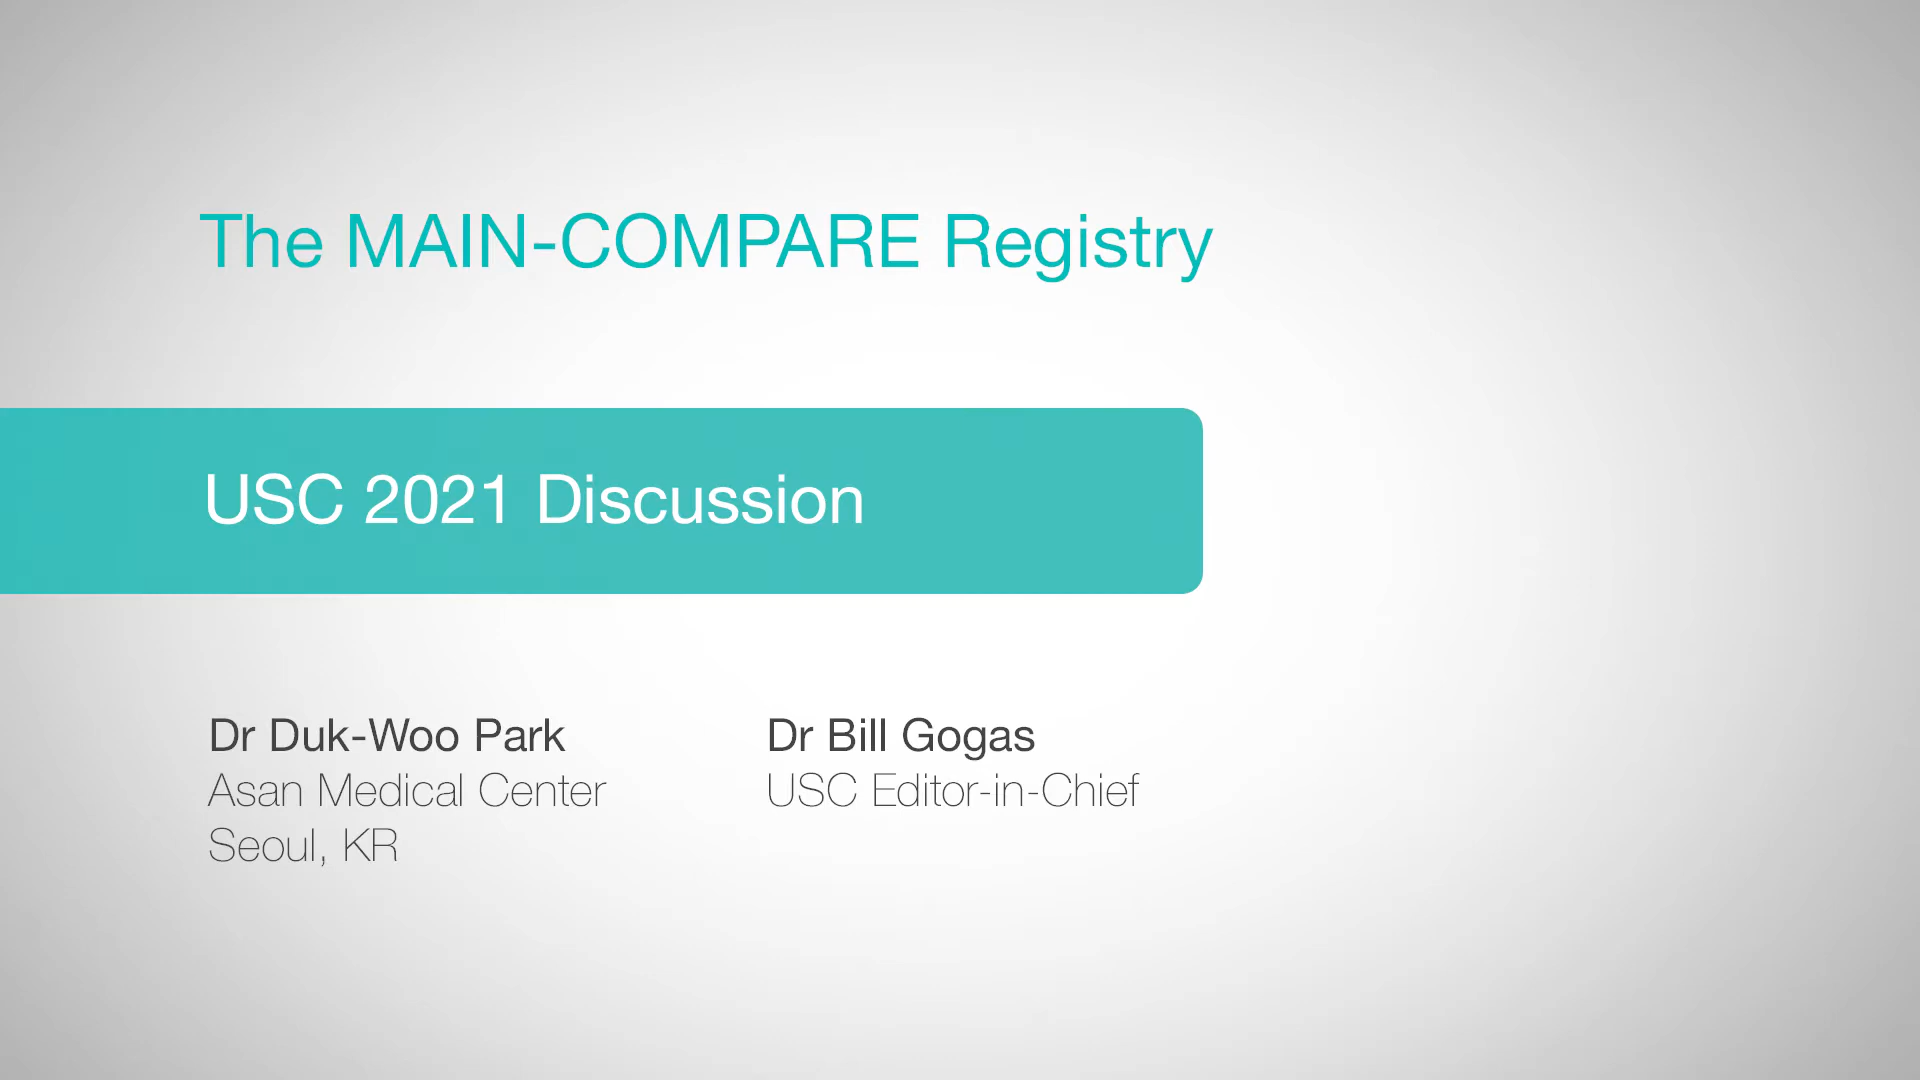 The MAIN-COMPARE Registry
USC 2021 Discussion
Dr Duk-Woo Park
Asan Medical Center
Seoul, KR
Dr Bill Gogas
USC Editor-in-Chief